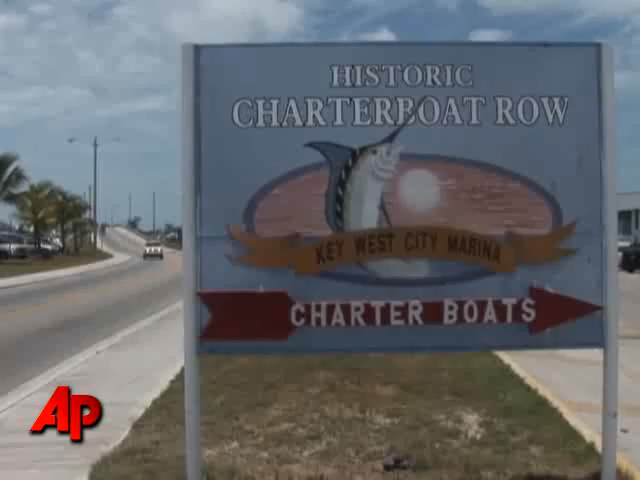 HISTORIC
CHARTERBOAT ROW
KEY WEST CITY MARINA
CHARTER BOATS
AP